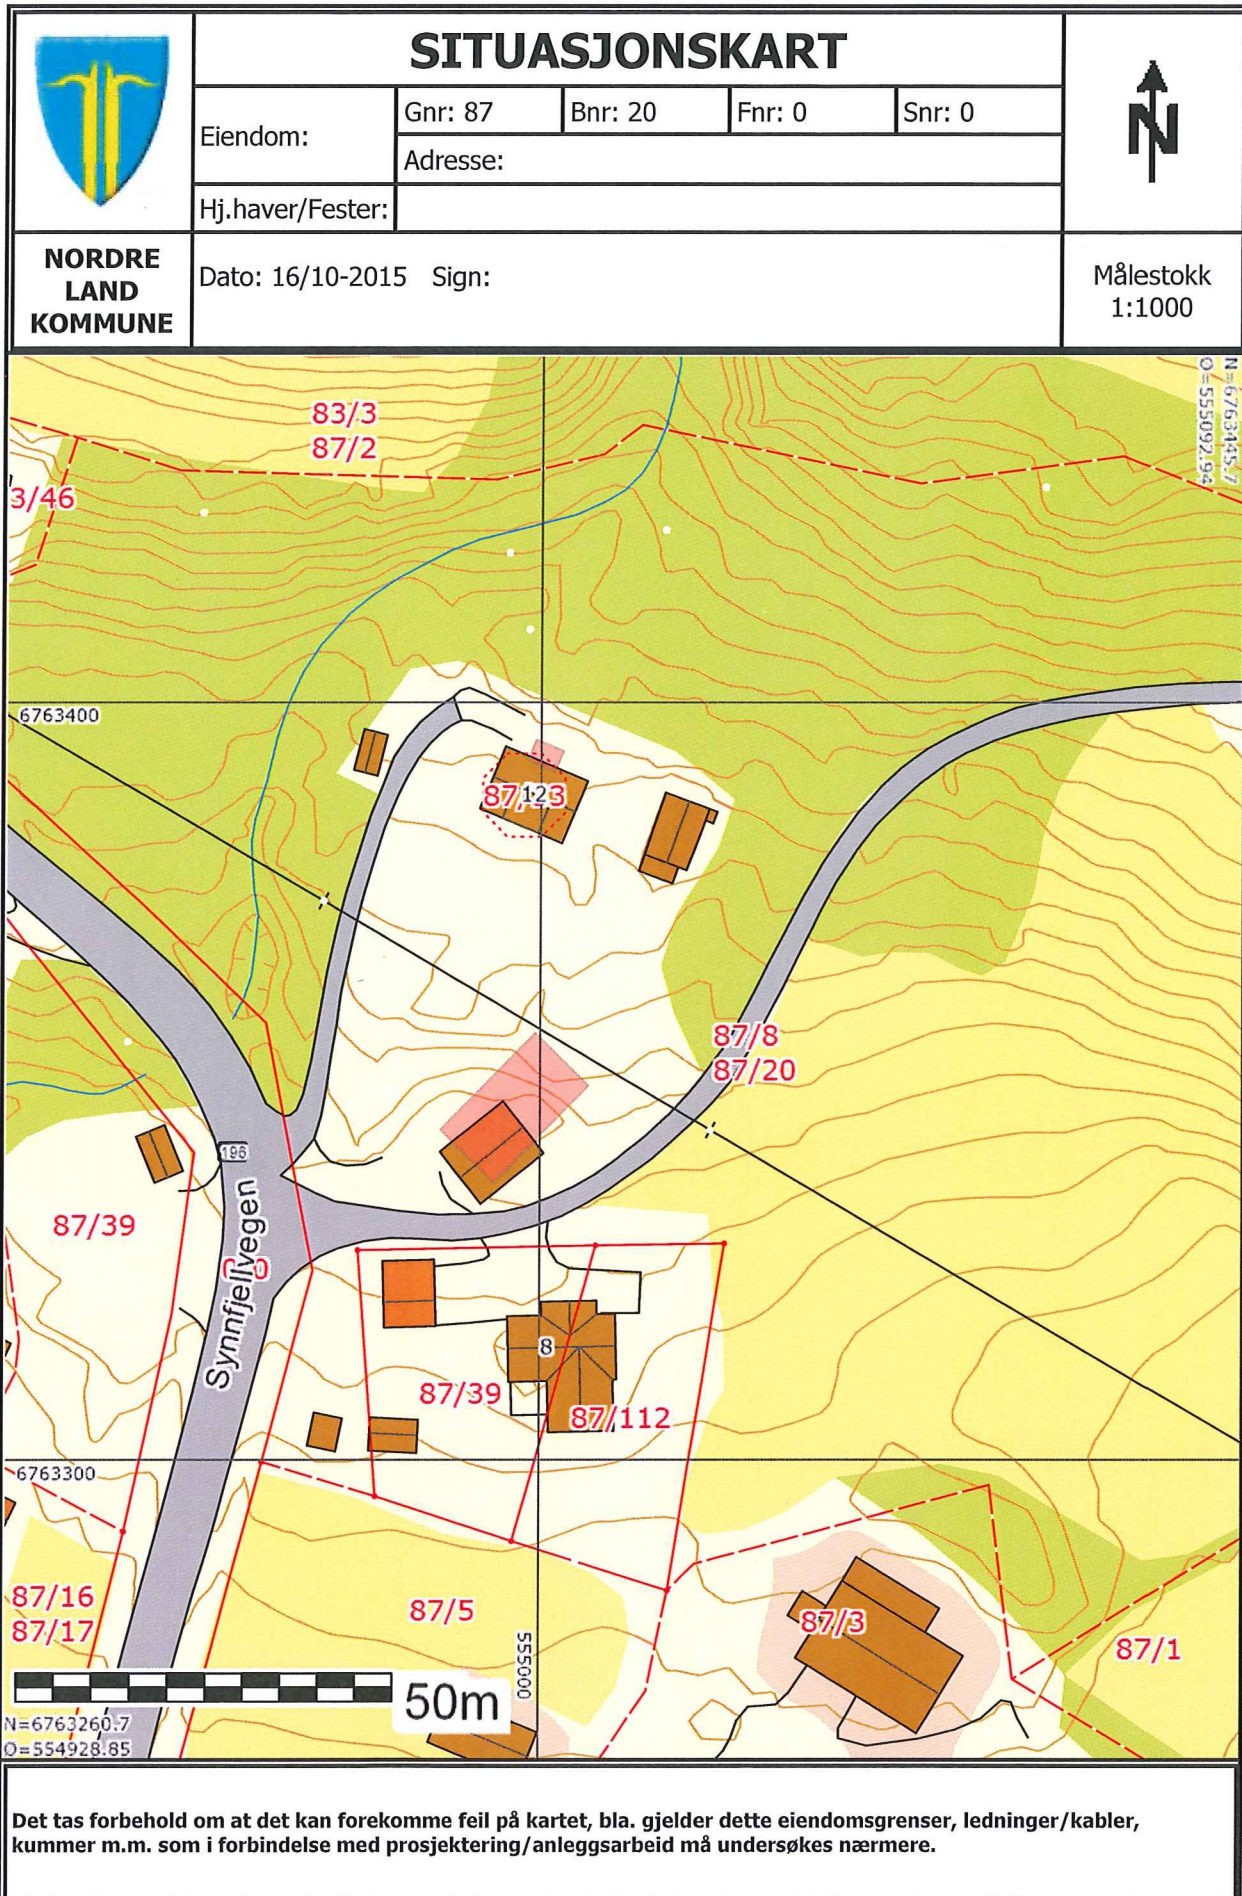 SITUASJONSKART
Eiendom:
Gnr: 87
Bnr: 20
Fnr: 0
Snr: 0
Adresse:
Hj.haver/Fester:
N
NORDRE
LAND
KOMMUNE
Dato: 16/10-2015 Sign:
Målestokk
1:1000
N=6763445.7
Ø=555092.94
83/3
87/2
3/46
6763400
12
87/8
87/20
196
87/39
Synnfjellvegen
8
87/39
87/112
6763300
87/16
87/17
87/5
87/3
87/1
555000
50m
N=6763260.7
Ø=554928.85
Det tas forbehold om at det kan forekomme feil på kartet, bla. gjelder dette eiendomsgrenser, ledninger/kabler,
kummer m.m. som i forbindelse med prosjektering/anleggsarbeid må undersøkes nærmere.